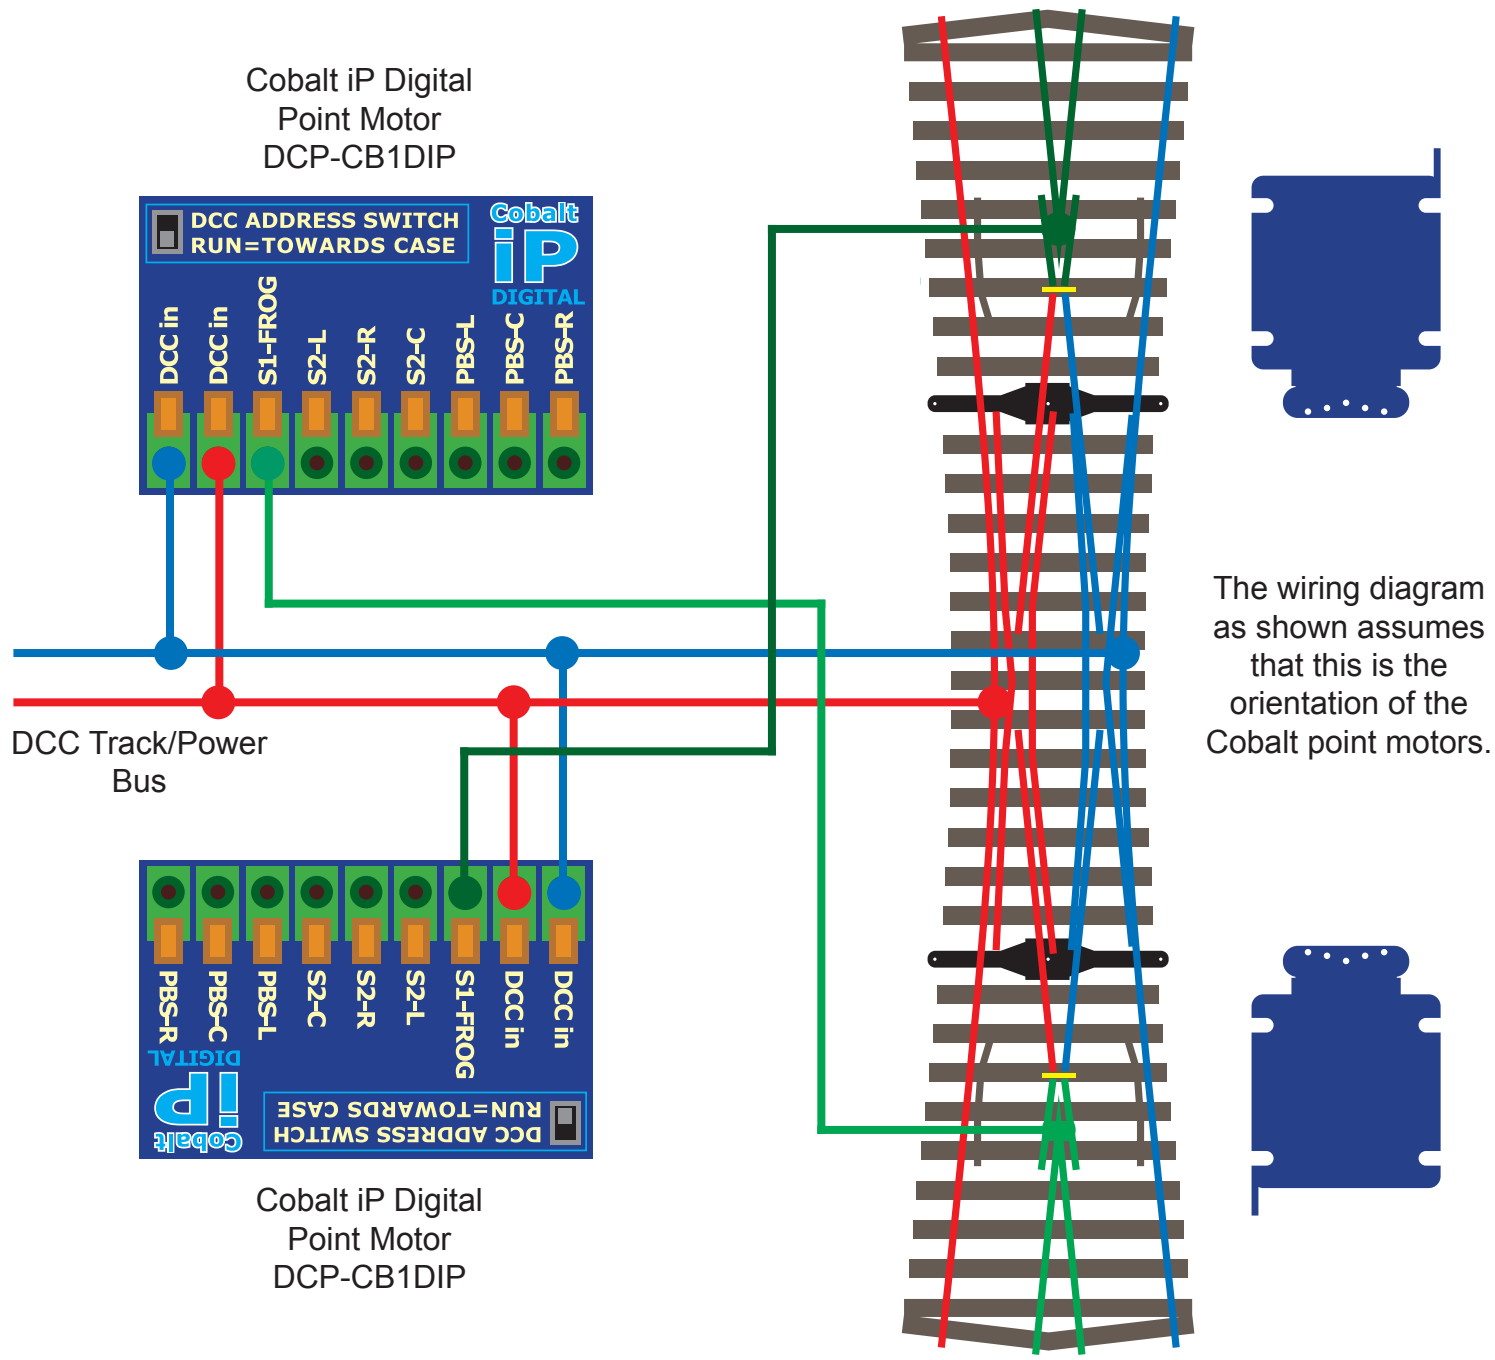 Cobalt iP Digital
Point Motor
DCP-CB1DIP
DCC ADDRESS SWITCH
RUN=TOWARDS CASE
Cobalt
iP
DIGITAL
DCC in
DCC in
S1-FROG
S2-L
S2-R
S2-C
PBS-L
PBS-C
PBS-R
The wiring diagram
as shown assumes
that this is the
orientation of the
Cobalt point motors.
DCC Track/Power
Bus
PBS-R
PBS-C
PBS-L
S2-C
S2-R
S2-L
S1-FROG
DCC in
DCC in
DCC ADDRESS SWITCH
RUN=TOWARDS CASE
Cobalt
iP
DIGITAL
Cobalt iP Digital
Point Motor
DCP-CB1DIP